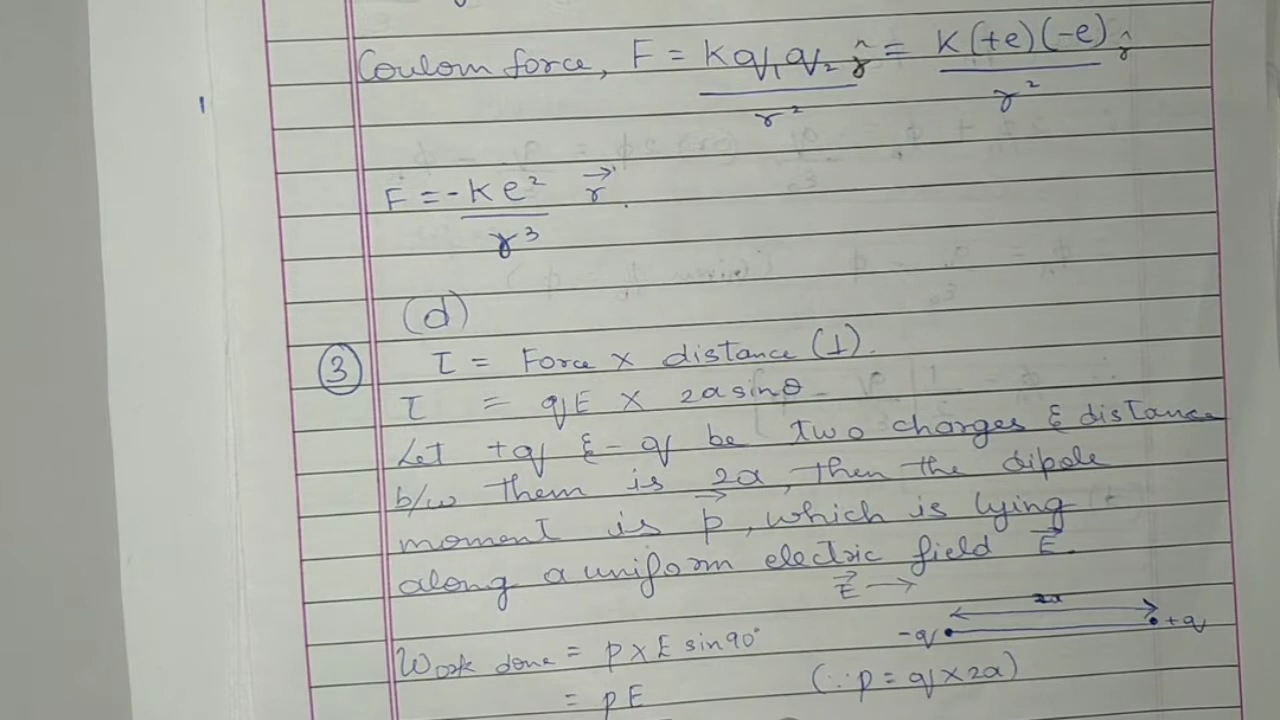 Coulom force, F = Kq₁q₂ r̂ / r² = K(+e)(-e) r̂ / r²
F = -Ke² / r³ r⃗.
(d)
(3) τ = Force × distance (⊥).
τ = qE × 2a sinθ
Let +q & -q be two charges & distance
b/w them is 2a, then the dipole
moment is p⃗, which is lying
along a uniform electric field E⃗.
E⃗ →
2a
-q +q
Work done = p×E sin90°
= pE (∵ p = q×2a)